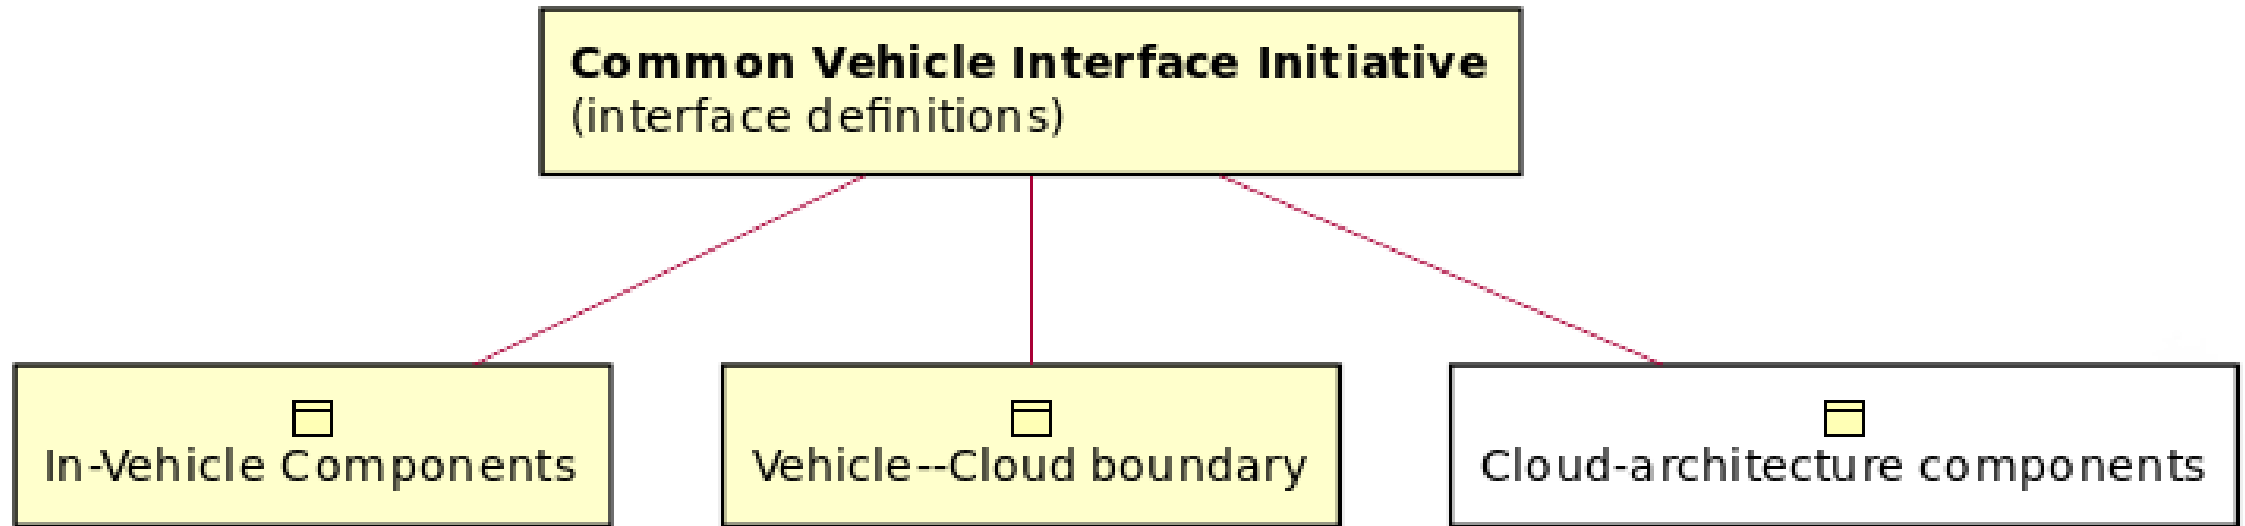 Common Vehicle Interface Initiative
(interface definitions)
In-Vehicle Components
Vehicle--Cloud boundary
Cloud-architecture components